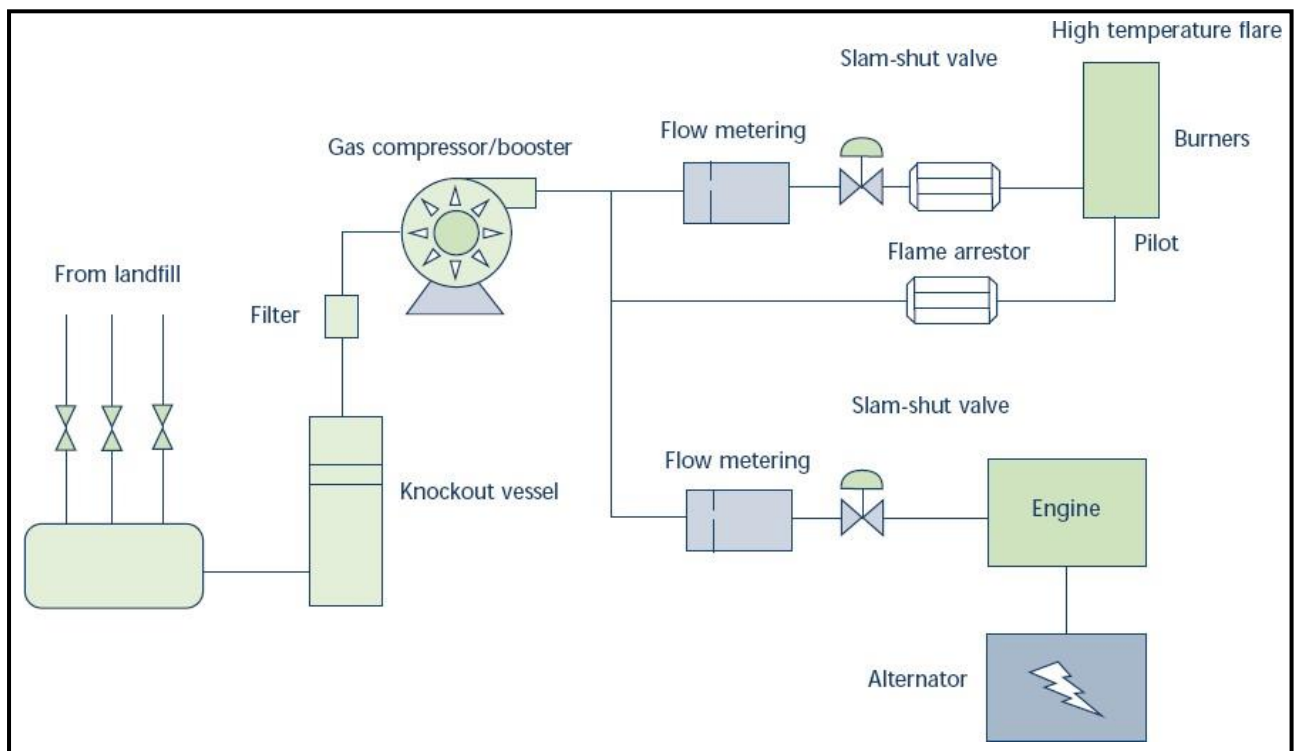 High temperature flare
Slam-shut valve
Flow metering
Burners
Gas compressor/booster
Pilot
Flame arrestor
From landfill
Filter
Slam-shut valve
Flow metering
Knockout vessel
Engine
Alternator